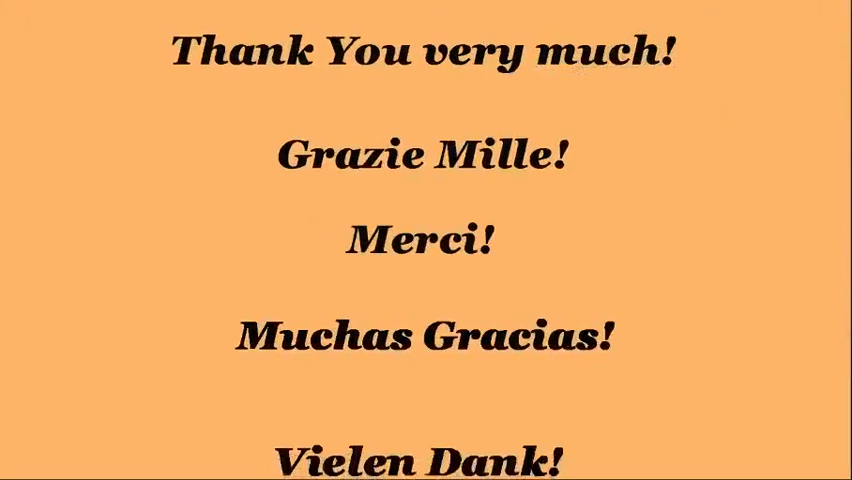 Thank You very much!
Grazie Mille!
Merci!
Muchas Gracias!
Vielen Dank!